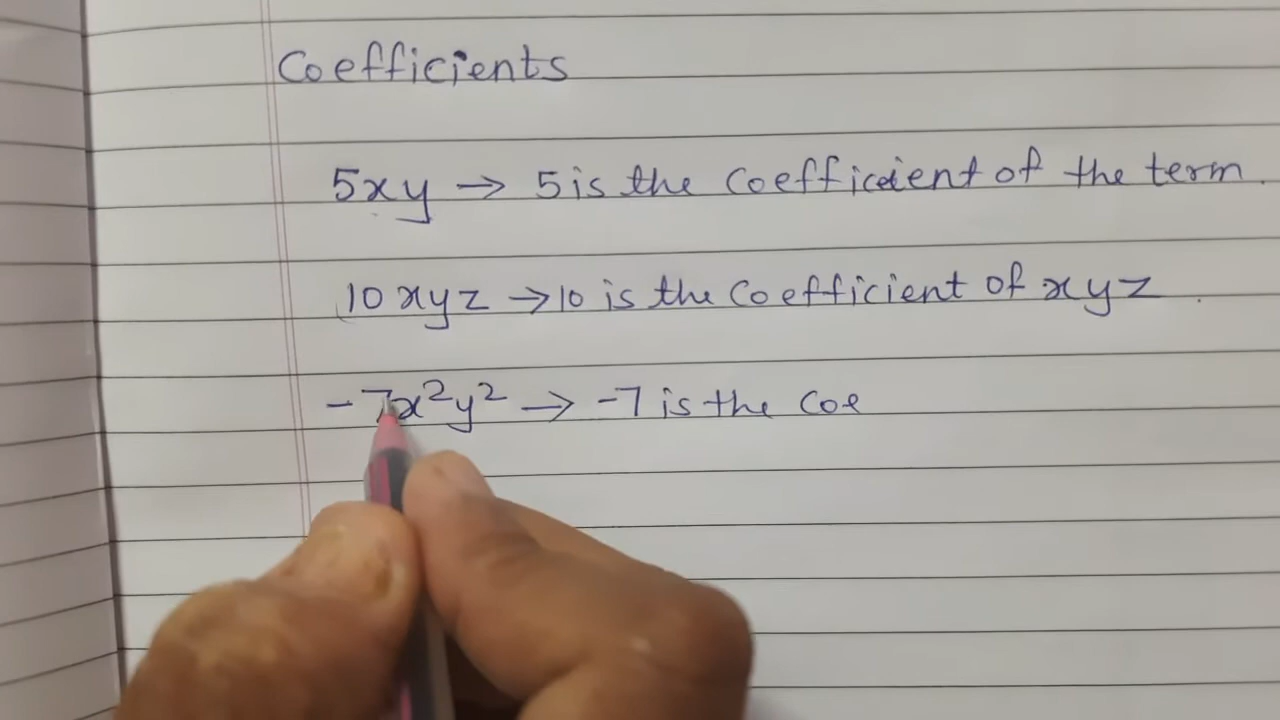 Coefficients
5xy → 5 is the Coefficient of the term.
10 xyz → 10 is the Coefficient of xyz.
-7x²y² → -7 is the Coe